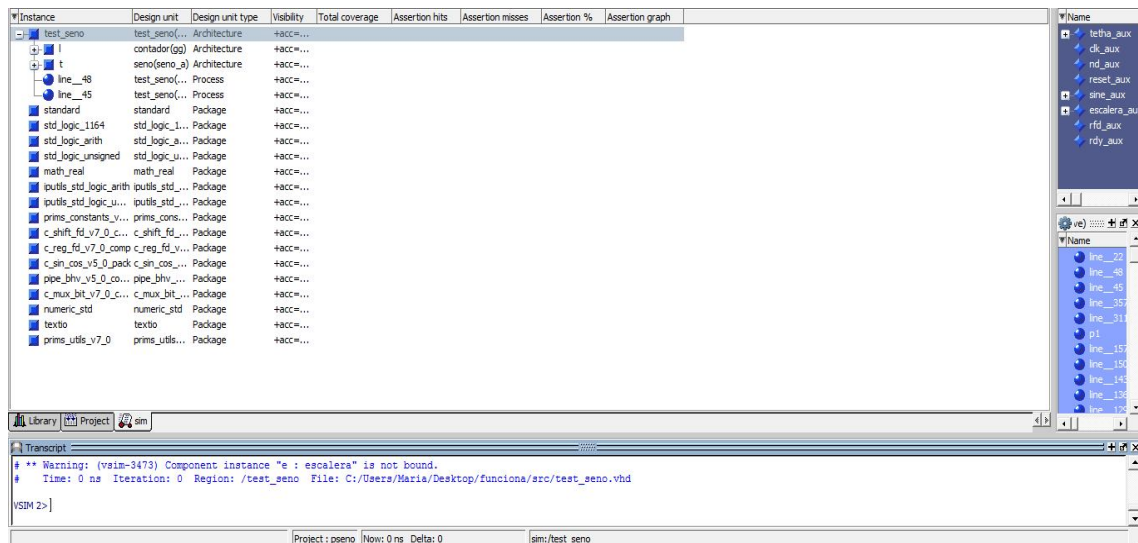 Instance Design unit Design unit type Visibility Total coverage Assertion hits Assertion misses Assertion % Assertion graph
test_seno test_seno(... Architecture +acc=...
l contador(gg) Architecture +acc=...
t seno(seno_a) Architecture +acc=...
line__48 test_seno(... Process +acc=...
line__45 test_seno(... Process +acc=...
standard standard Package +acc=...
std_logic_1164 std_logic_1... Package +acc=...
std_logic_arith std_logic_a... Package +acc=...
std_logic_unsigned std_logic_u... Package +acc=...
math_real math_real Package +acc=...
iputils_std_logic_arith iputils_std_... Package +acc=...
iputils_std_logic_u... iputils_std_... Package +acc=...
prims_constants_v... prims_cons... Package +acc=...
c_shift_fd_v7_0_c... c_shift_fd_... Package +acc=...
c_reg_fd_v7_0_comp c_reg_fd_v... Package +acc=...
c_sin_cos_v5_0_pack c_sin_cos_... Package +acc=...
pipe_bhv_v5_0_co... pipe_bhv_... Package +acc=...
c_mux_bit_v7_0_c... c_mux_bit_... Package +acc=...
numeric_std numeric_std Package +acc=...
textio textio Package +acc=...
prims_utils_v7_0 prims_utils... Package +acc=...
Library Project sim
Name
tetha_aux
clk_aux
nd_aux
reset_aux
sine_aux
escalera_au
rfd_aux
rdy_aux
ve)
Name
line__22
line__48
line__45
line__357
line__311
p1
line__157
line__150
line__143
line__136
line__129
Transcript
# ** Warning: (vsim-3473) Component instance "e : escalera" is not bound.
# Time: 0 ns Iteration: 0 Region: /test_seno File: C:/Users/Maria/Desktop/funciona/src/test_seno.vhd
VSIM 2>
Project : pseno Now: 0 ns Delta: 0 sim:/test_seno